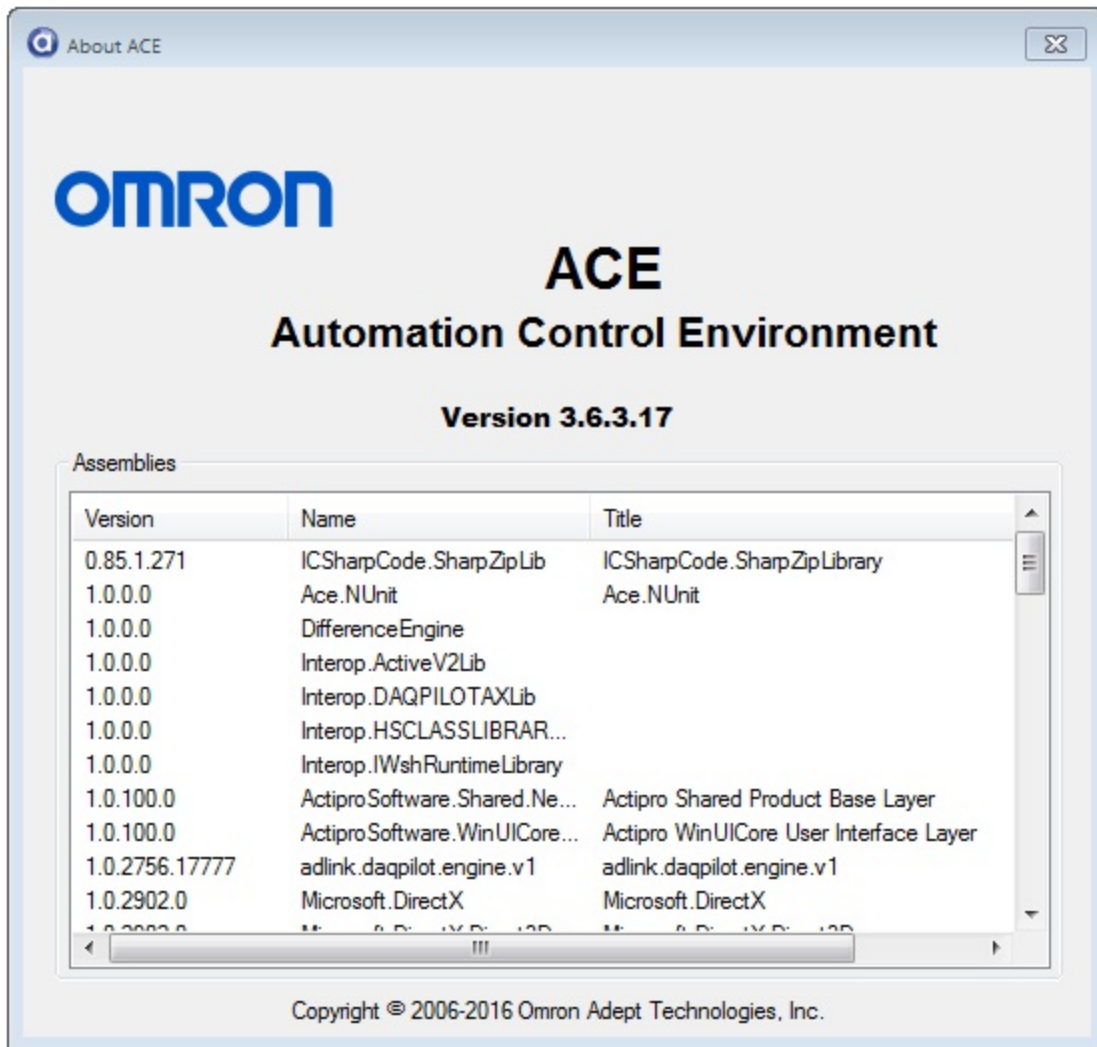 About ACE
OMRON
ACE
Automation Control Environment
Version 3.6.3.17
Assemblies
Version Name Title
0.85.1.271 ICSharpCode.SharpZipLib ICSharpCode.SharpZipLibrary
1.0.0.0 Ace.NUnit Ace.NUnit
1.0.0.0 DifferenceEngine
1.0.0.0 Interop.ActiveV2Lib
1.0.0.0 Interop.DAQPILOTAXLib
1.0.0.0 Interop.HSCLASSLIBRAR...
1.0.0.0 Interop.IWshRuntimeLibrary
1.0.100.0 ActiproSoftware.Shared.Ne... Actipro Shared Product Base Layer
1.0.100.0 ActiproSoftware.WinUICore... Actipro WinUICore User Interface Layer
1.0.2756.17777 adlink.daqpilot.engine.v1 adlink.daqpilot.engine.v1
1.0.2902.0 Microsoft.DirectX Microsoft.DirectX
Copyright © 2006-2016 Omron Adept Technologies, Inc.